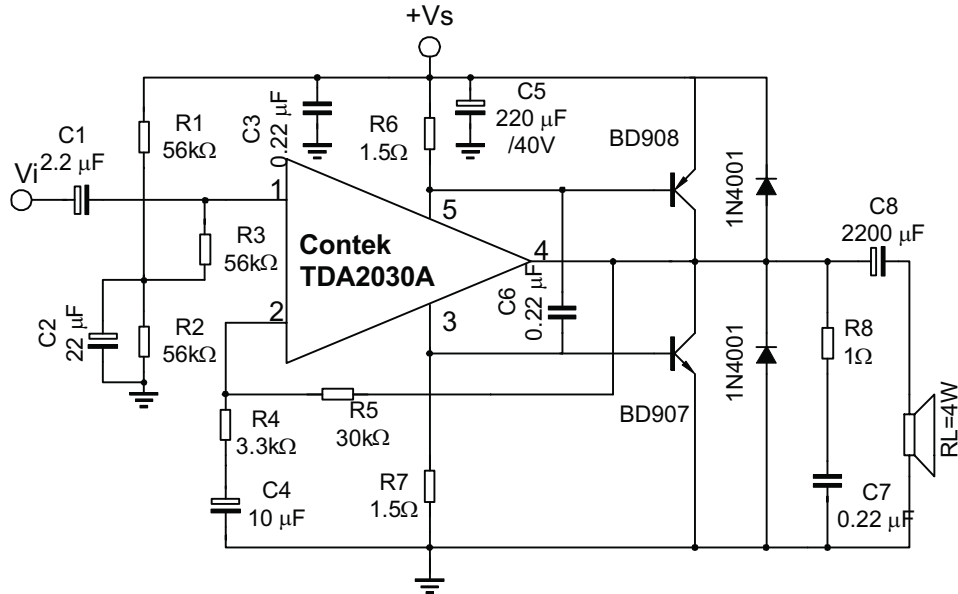 +Vs
C1
2.2 μF
Vi
R1
56kΩ
C3
0.22 μF
R6
1.5Ω
C5
220 μF
/40V
BD908
1N4001
C8
2200 μF
1
5
R3
56kΩ
Contek
TDA2030A
4
C6
0.22 μF
2
3
C2
22 μF
R2
56kΩ
R8
1Ω
1N4001
R4
3.3kΩ
R5
30kΩ
BD907
RL=4W
C4
10 μF
R7
1.5Ω
C7
0.22 μF